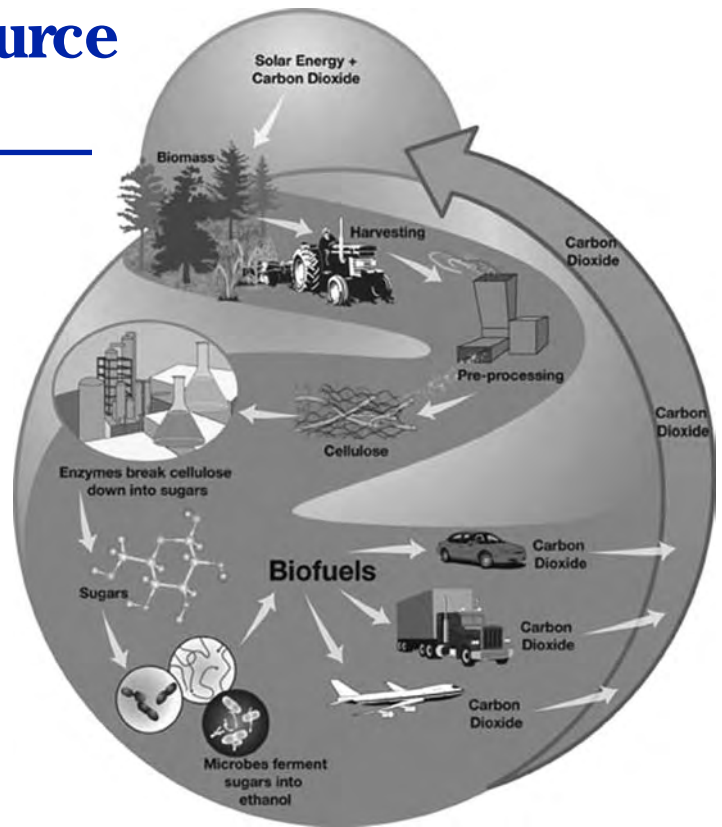 urce
Solar Energy +
Carbon Dioxide
Biomass
Harvesting
Carbon
Dioxide
Pre-processing
Carbon
Dioxide
Cellulose
Enzymes break cellulose
down into sugars
Sugars
Biofuels
Carbon
Dioxide
Carbon
Dioxide
Carbon
Dioxide
Microbes ferment
sugars into
ethanol